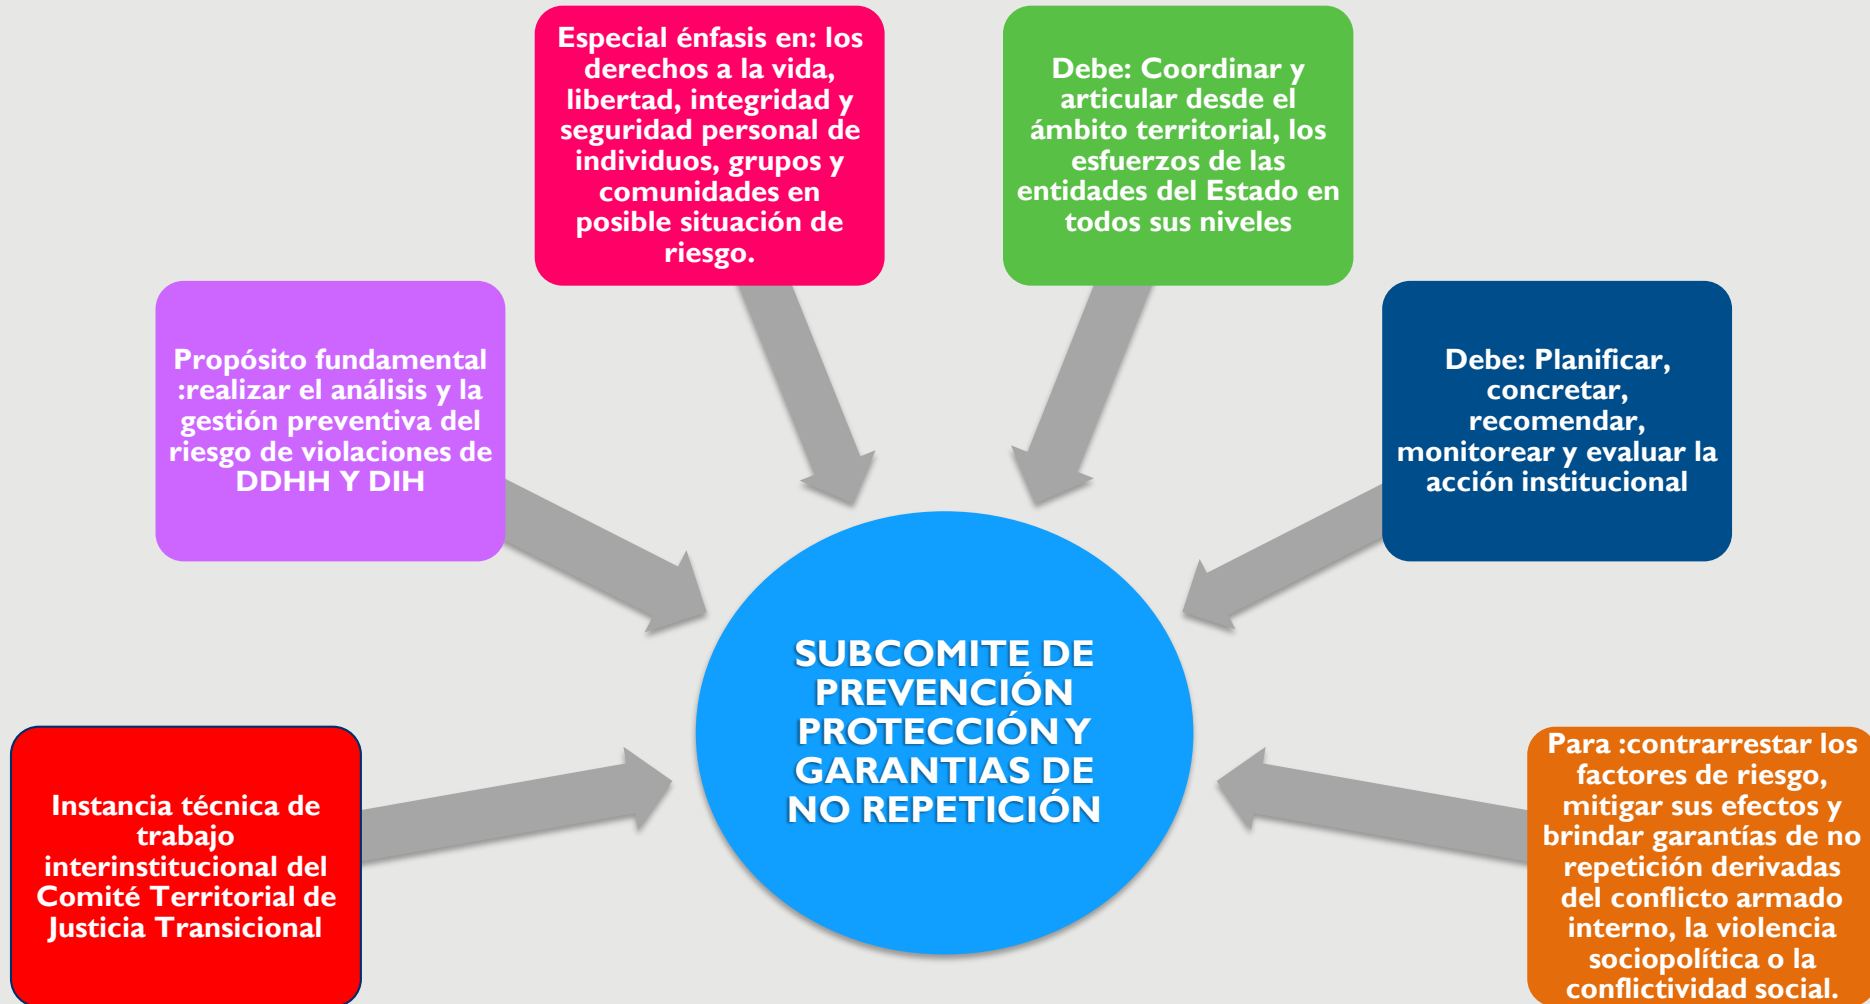 Especial énfasis en: los
derechos a la vida,
libertad, integridad y
seguridad personal de
individuos, grupos y
comunidades en
posible situación de
riesgo.
Debe: Coordinar y
articular desde el
ámbito territorial, los
esfuerzos de las
entidades del Estado en
todos sus niveles
Propósito fundamental
:realizar el análisis y la
gestión preventiva del
riesgo de violaciones de
DDHH Y DIH
Debe: Planificar,
concretar,
recomendar,
monitorear y evaluar la
acción institucional
SUBCOMITE DE
PREVENCIÓN
PROTECCIÓN Y
GARANTIAS DE
NO REPETICIÓN
Instancia técnica de
trabajo
interinstitucional del
Comité Territorial de
Justicia Transicional
Para :contrarrestar los
factores de riesgo,
mitigar sus efectos y
brindar garantías de no
repetición derivadas
del conflicto armado
interno, la violencia
sociopolítica o la
conflictividad social.